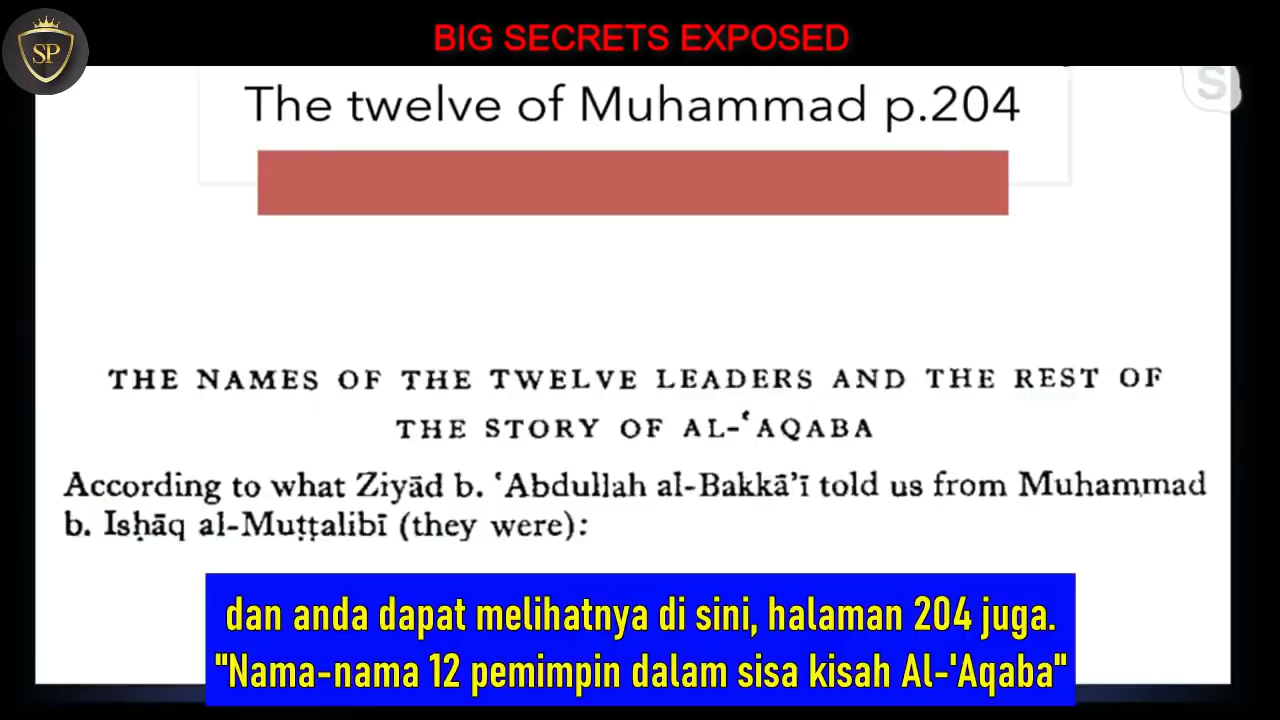 SP
BIG SECRETS EXPOSED
S
The twelve of Muhammad p.204
THE NAMES OF THE TWELVE LEADERS AND THE REST OF
THE STORY OF AL-ʿAQABA
According to what Ziyād b. ʿAbdullah al-Bakkā’ī told us from Muhammad
b. Isḥāq al-Muṭṭalibī (they were):
dan anda dapat melihatnya di sini, halaman 204 juga.
"Nama-nama 12 pemimpin dalam sisa kisah Al-'Aqaba"